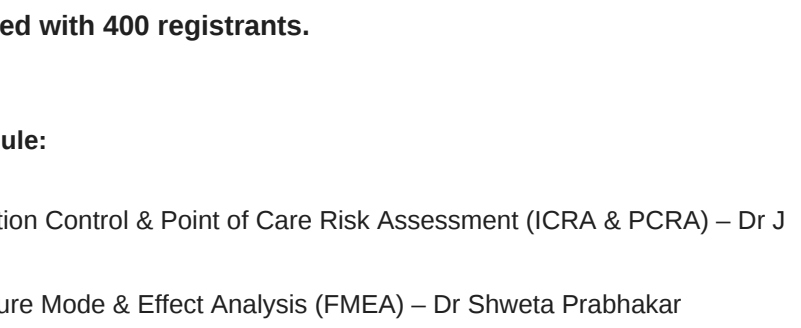 ed with 400 registrants.
ule:
tion Control & Point of Care Risk Assessment (ICRA & PCRA) – Dr J
ure Mode & Effect Analysis (FMEA) – Dr Shweta Prabhakar